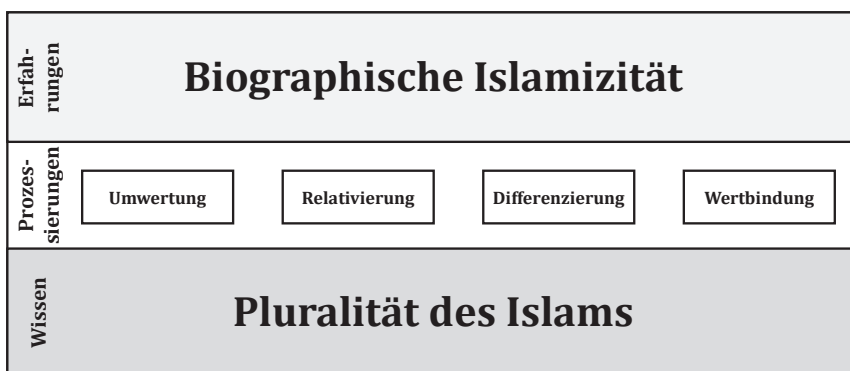 Erfah-
rungen
Biographische Islamizität
Prozes-
sierungen
Umwertung
Relativierung
Differenzierung
Wertbindung
Wissen
Pluralität des Islams